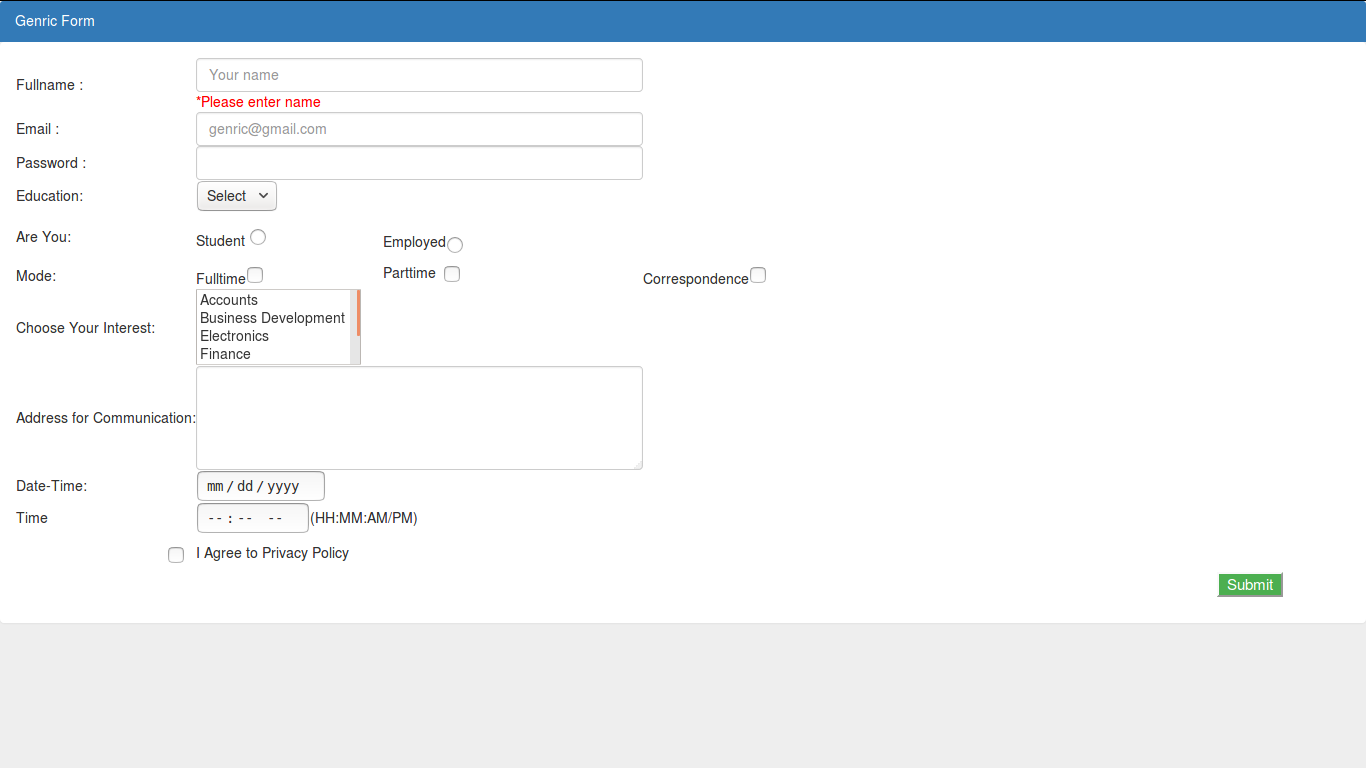 Genric Form
Fullname :
Your name
*Please enter name
Email :
genric@gmail.com
Password :
Education:
Select
Are You:
Student
Employed
Mode:
Fulltime
Parttime
Correspondence
Choose Your Interest:
Accounts
Business Development
Electronics
Finance
Address for Communication:
Date-Time:
mm / dd / yyyy
Time
-- : -- --
(HH:MM:AM/PM)
I Agree to Privacy Policy
Submit